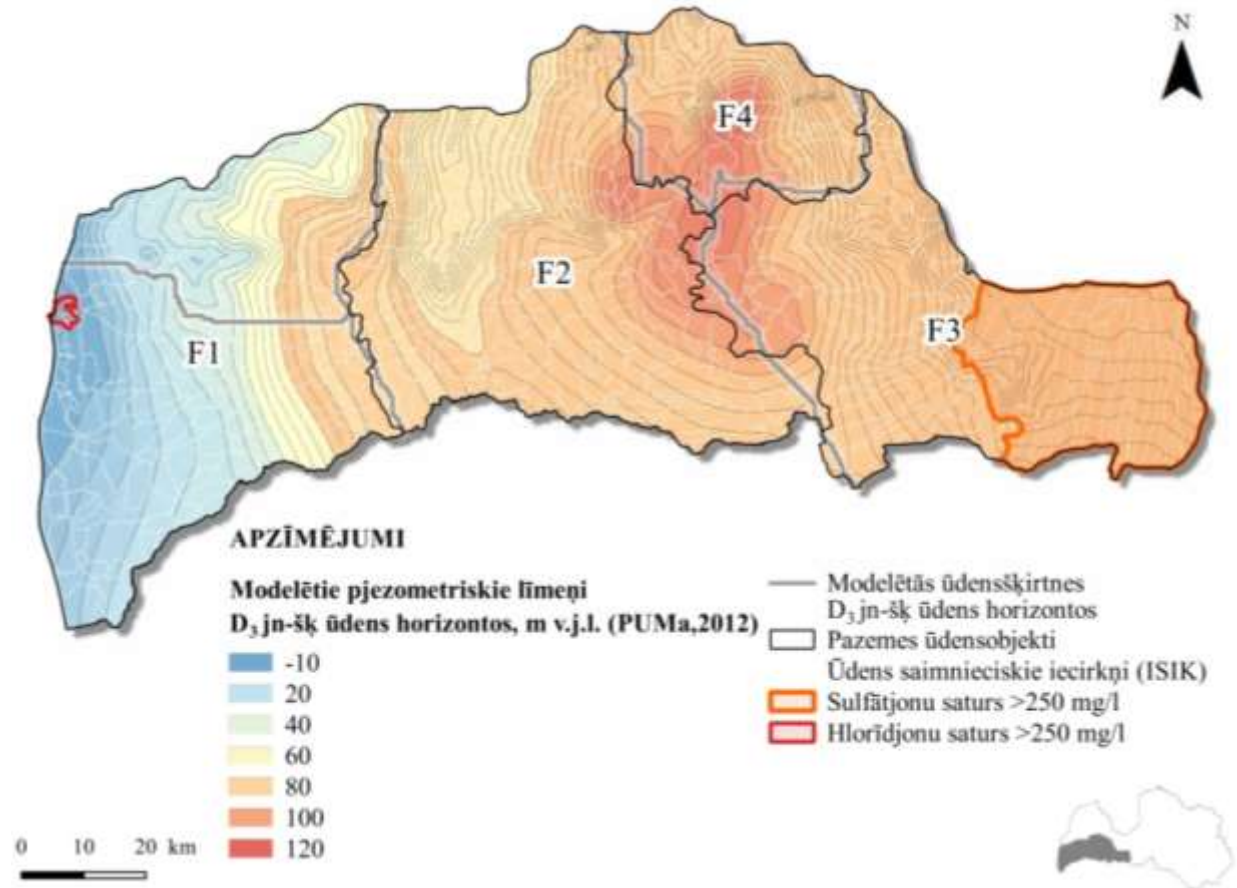 N
F4
F2
F3
F1
APZĪMĒJUMI
Modelētie pjezometriskie līmeņi
D₃ jn-šķ ūdens horizontos, m v.j.l. (PUMa,2012)
-10
20
40
60
80
100
120
Modelētās ūdensšķirtnes
D₃ jn-šķ ūdens horizontos
Pazemes ūdensobjekti
Ūdens saimnieciskie iecirkņi (ISIK)
Sulfātjonu saturs >250 mg/l
Hlorīdjonu saturs >250 mg/l
0 10 20 km